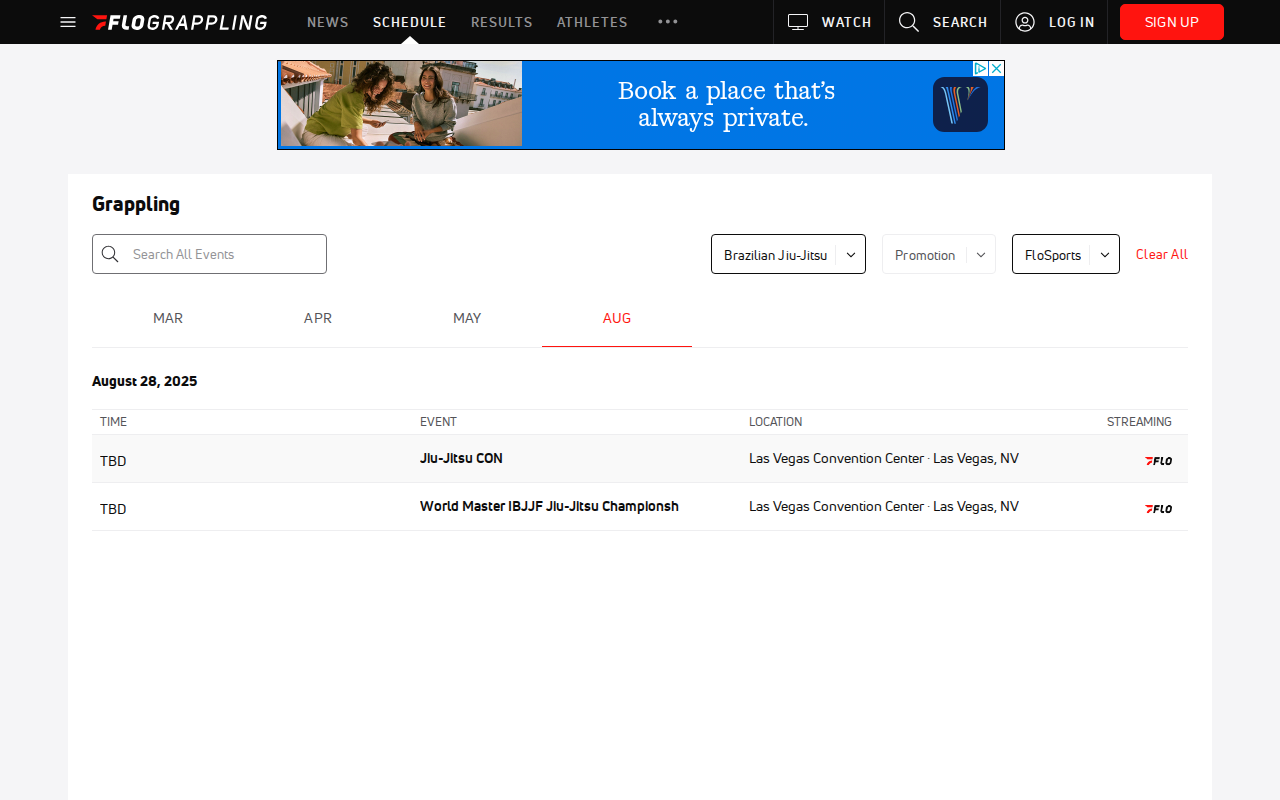 FLOGRAPPLING NEWS SCHEDULE RESULTS ATHLETES WATCH SEARCH LOG IN SIGN UP
Book a place that's
always private.
Grappling
Search All Events Brazilian Jiu-Jitsu Promotion FloSports Clear All
MAR APR MAY AUG
August 28, 2025
TIME EVENT LOCATION STREAMING
TBD Jiu-Jitsu CON Las Vegas Convention Center · Las Vegas, NV FLO
TBD World Master IBJJF Jiu-Jitsu Championsh Las Vegas Convention Center · Las Vegas, NV FLO